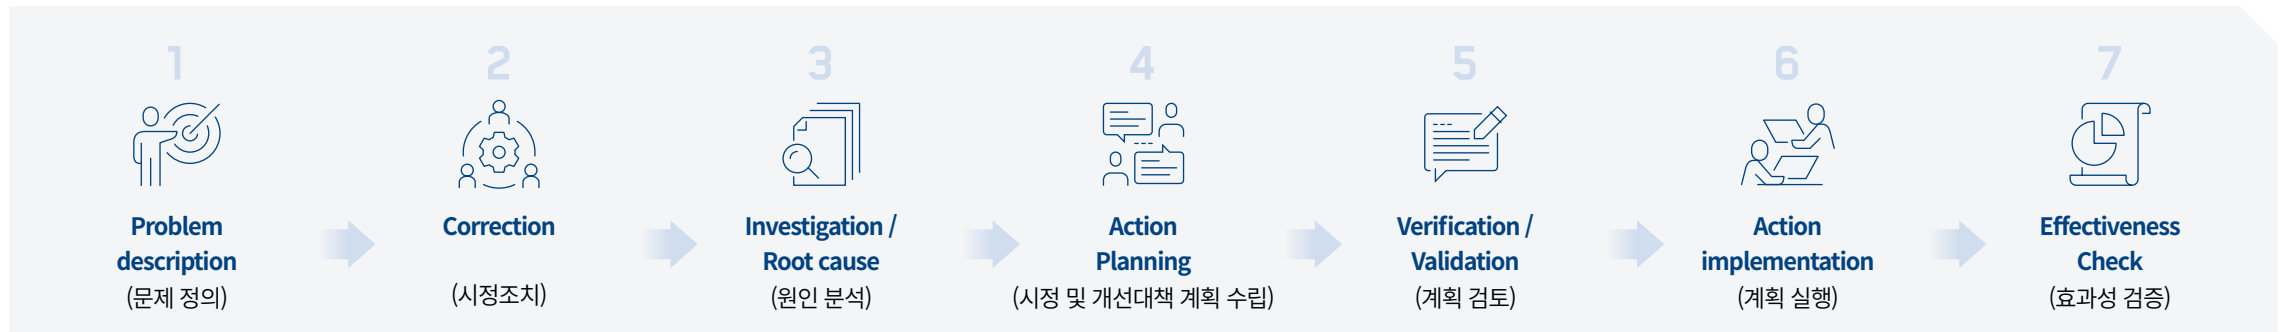 1
Problem
description
(문제 정의)
2
Correction
(시정조치)
3
Investigation /
Root cause
(원인 분석)
4
Action
Planning
(시정 및 개선대책 계획 수립)
5
Verification /
Validation
(계획 검토)
6
Action
implementation
(계획 실행)
7
Effectiveness
Check
(효과성 검증)